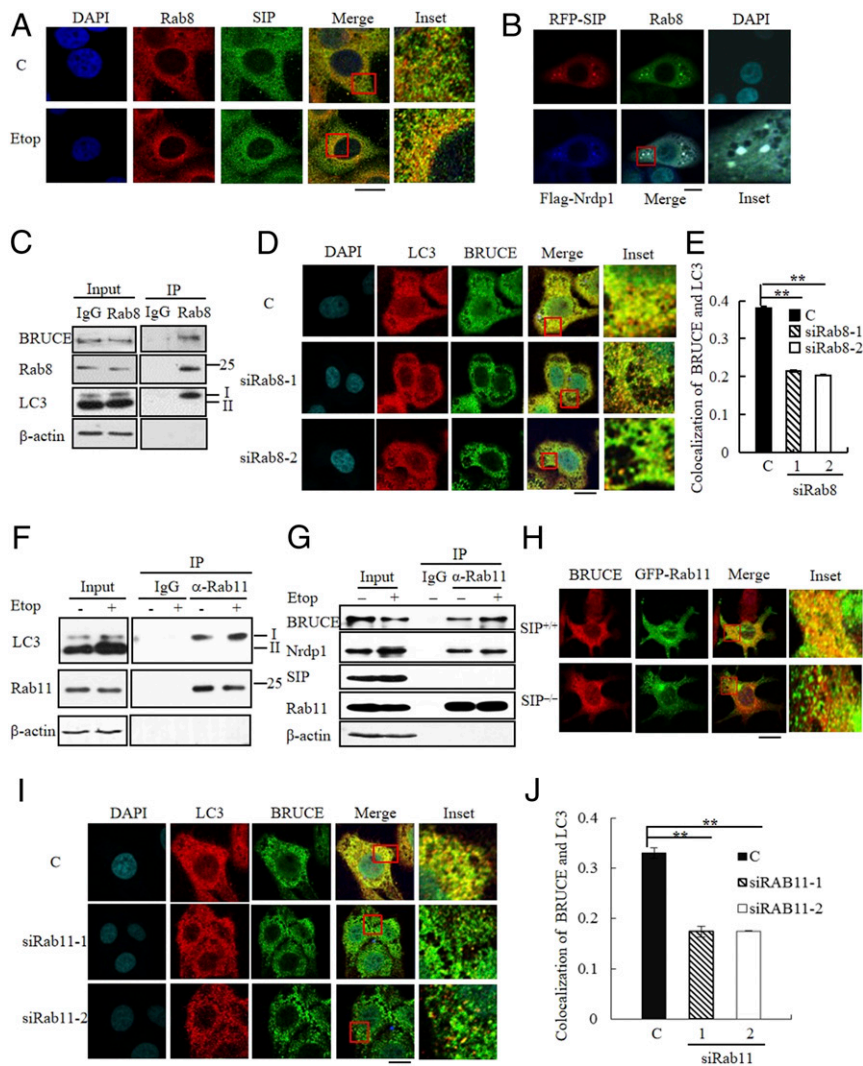 A
DAPI Rab8 SIP Merge Inset
C
Etop
B
RFP-SIP Rab8 DAPI
Flag-Nrdp1 Merge Inset
C
Input IP
IgG Rab8 IgG Rab8
BRUCE
Rab8 25
LC3 I
II
β-actin
D
DAPI LC3 BRUCE Merge Inset
C
siRab8-1
siRab8-2
E
Colocalization of BRUCE and LC3
0.4
0.3
0.2
0.1
0
**
**
C
siRab8-1
siRab8-2
C 1 2
siRab8
F
IP
Input IgG α-Rab11
Etop - + - + - +
LC3 I
II
Rab11 25
β-actin
G
IP
Input IgG α-Rab11
Etop – + – – +
BRUCE
Nrdp1
SIP
Rab11
β-actin
H
BRUCE GFP-Rab11 Merge Inset
SIP+/+
SIP-/-
I
DAPI LC3 BRUCE Merge Inset
C
siRab11-1
siRab11-2
J
Colocalization of BRUCE and LC3
0.4
0.3
0.2
0.1
0
**
**
C
siRAB11-1
siRAB11-2
C 1 2
siRab11